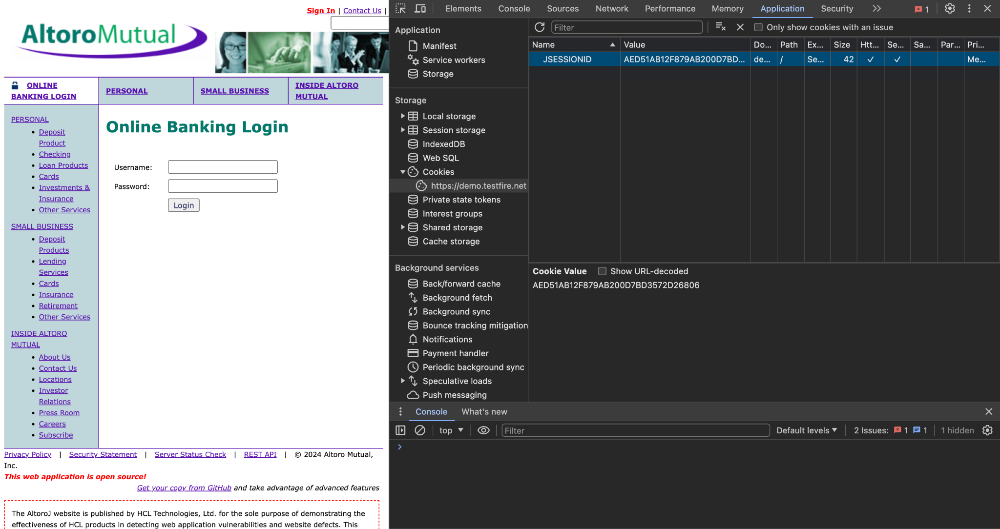 Sign In | Contact Us |
AltoroMutual
ONLINE BANKING LOGIN
PERSONAL
SMALL BUSINESS
INSIDE ALTORO MUTUAL
PERSONAL
Deposit Product
Checking
Loan Products
Cards
Investments & Insurance
Other Services
SMALL BUSINESS
Deposit Products
Lending Services
Cards
Insurance
Retirement
Other Services
INSIDE ALTORO MUTUAL
About Us
Contact Us
Locations
Investor Relations
Press Room
Careers
Subscribe
Online Banking Login
Username:
Password:
Login
Privacy Policy | Security Statement | Server Status Check | REST API | © 2024 Altoro Mutual,
Inc.
This web application is open source!
Get your copy from GitHub and take advantage of advanced features
The AltoroJ website is published by HCL Technologies, Ltd. for the sole purpose of demonstrating the
effectiveness of HCL products in detecting web application vulnerabilities and website defects. This
Elements Console Sources Network Performance Memory Application Security 1
Application
Manifest
Service workers
Storage
Storage
Local storage
Session storage
IndexedDB
Web SQL
Cookies
https://demo.testfire.net
Private state tokens
Interest groups
Shared storage
Cache storage
Background services
Back/forward cache
Background fetch
Background sync
Bounce tracking mitigation
Notifications
Payment handler
Periodic background sync
Speculative loads
Push messaging
Filter Only show cookies with an issue
Name Value Do... Path Ex... Size Htt... Se... Sa... Par... Pri...
JSESSIONID AED51AB12F879AB200D7BD... de... / Se... 42 ✓ ✓ Me...
Cookie Value Show URL-decoded
AED51AB12F879AB200D7BD3572D26806
Console What's new
top Filter Default levels 2 Issues: 1 1 1 hidden